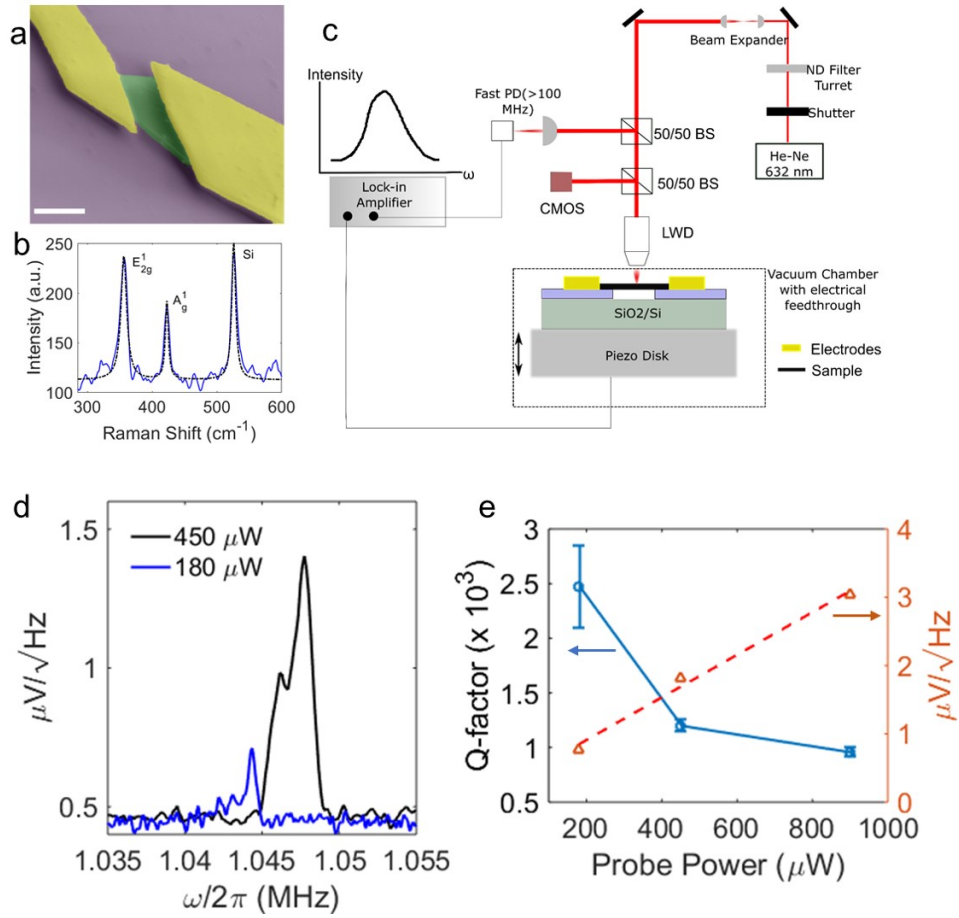 a
b
250
200
150
100
Intensity (a.u.)
E¹₂g
A¹g
Si
300
400
500
600
Raman Shift (cm⁻¹)
c
Intensity
ω
Lock-in
Amplifier
Fast PD(>100
MHz)
Beam Expander
ND Filter
Turret
Shutter
He-Ne
632 nm
50/50 BS
50/50 BS
CMOS
LWD
Vacuum Chamber
with electrical
feedthrough
SiO2/Si
Piezo Disk
Electrodes
Sample
d
450 μW
180 μW
1.5
1
0.5
μV/√Hz
1.035
1.04
1.045
1.05
1.055
ω/2π (MHz)
e
3
2.5
2
1.5
1
0.5
Q-factor (x 10³)
4
3
2
1
0
μV/√Hz
200
400
600
800
1000
Probe Power (μW)